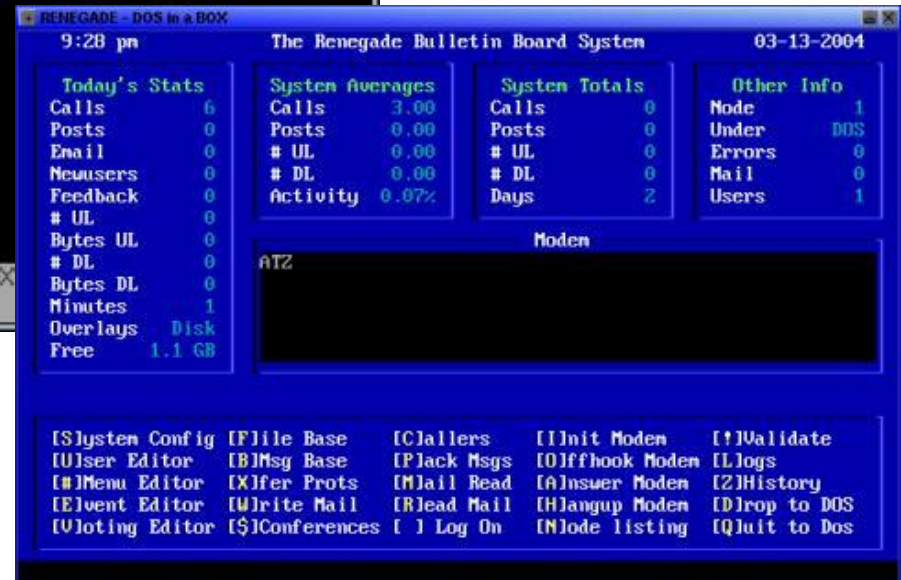 RENEGADE - DOS in a BOX
9:28 pm The Renegade Bulletin Board System 03-13-2004
Today's Stats
Calls 6
Posts 0
Email 0
Newusers 0
Feedback 0
# UL 0
Bytes UL 0
# DL 0
Bytes DL 0
Minutes 1
Overlays Disk
Free 1.1 GB
System Averages
Calls 3.00
Posts 0.00
# UL 0.00
# DL 0.00
Activity 0.07%
System Totals
Calls 0
Posts 0
# UL 0
# DL 0
Days 2
Other Info
Node 1
Under DOS
Errors 0
Mail 0
Users 1
Modem
ATZ
[S]ystem Config [F]ile Base [C]allers [I]nit Modem [!]Validate
[U]ser Editor [B]Msg Base [P]ack Msgs [O]ffhook Modem [L]ogs
[#]Menu Editor [X]fer Prots [M]ail Read [A]nswer Modem [Z]History
[E]vent Editor [W]rite Mail [R]ead Mail [H]angup Modem [D]rop to DOS
[V]oting Editor [$]Conferences [ ] Log On [N]ode listing [Q]uit to Dos